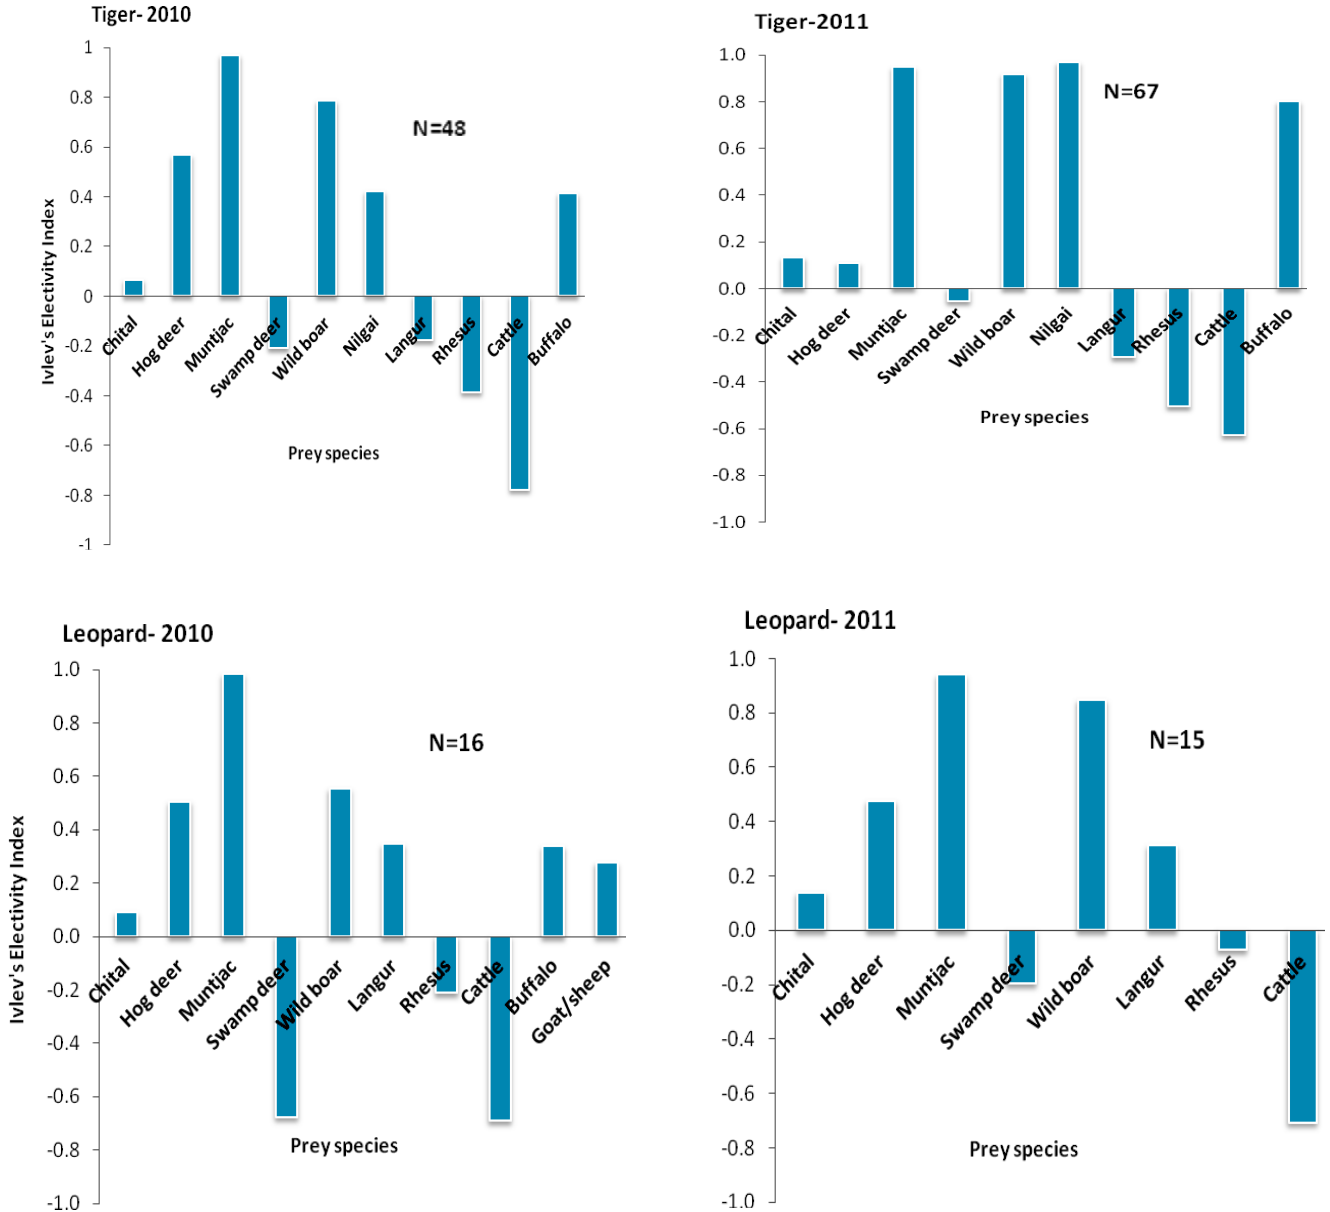 Tiger- 2010
Ivlev's Electivity Index
1
0.8
0.6
0.4
0.2
0
-0.2
-0.4
-0.6
-0.8
-1
N=48
Chital
Hog deer
Muntjac
Swamp deer
Wild boar
Nilgai
Langur
Rhesus
Cattle
Buffalo
Prey species
Tiger-2011
1.0
0.8
0.6
0.4
0.2
0.0
-0.2
-0.4
-0.6
-0.8
-1.0
N=67
Chital
Hog deer
Muntjac
Swamp deer
Wild boar
Nilgai
Langur
Rhesus
Cattle
Buffalo
Prey species
Leopard- 2010
Ivlev's Electivity Index
1.0
0.8
0.6
0.4
0.2
0.0
-0.2
-0.4
-0.6
-0.8
-1.0
N=16
Chital
Hog deer
Muntjac
Swamp deer
Wild boar
Langur
Rhesus
Cattle
Buffalo
Goat/sheep
Prey species
Leopard- 2011
1.0
0.8
0.6
0.4
0.2
0.0
-0.2
-0.4
-0.6
-0.8
-1.0
N=15
Chital
Hog deer
Muntjac
Swamp deer
Wild boar
Langur
Rhesus
Cattle
Prey species